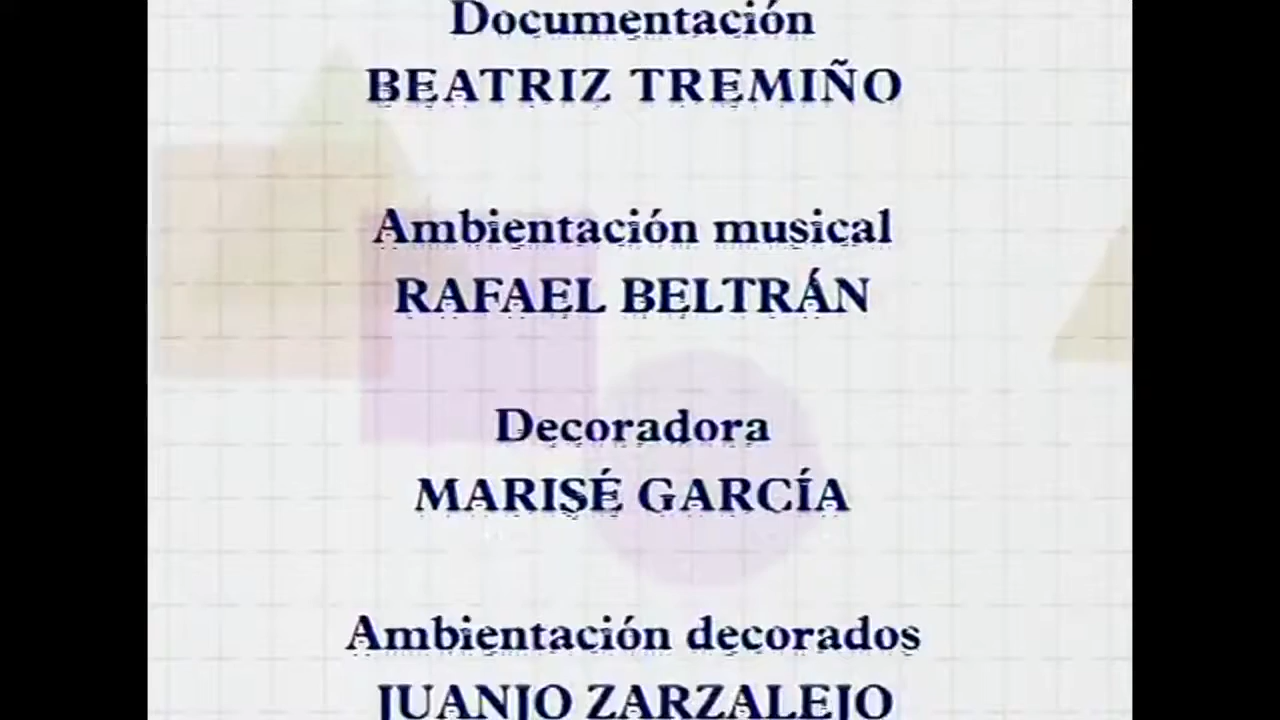 Documentación
BEATRIZ TREMIÑO
Ambientación musical
RAFAEL BELTRÁN
Decoradora
MARISÉ GARCÍA
Ambientación decorados
JUANJO ZARZALEJO